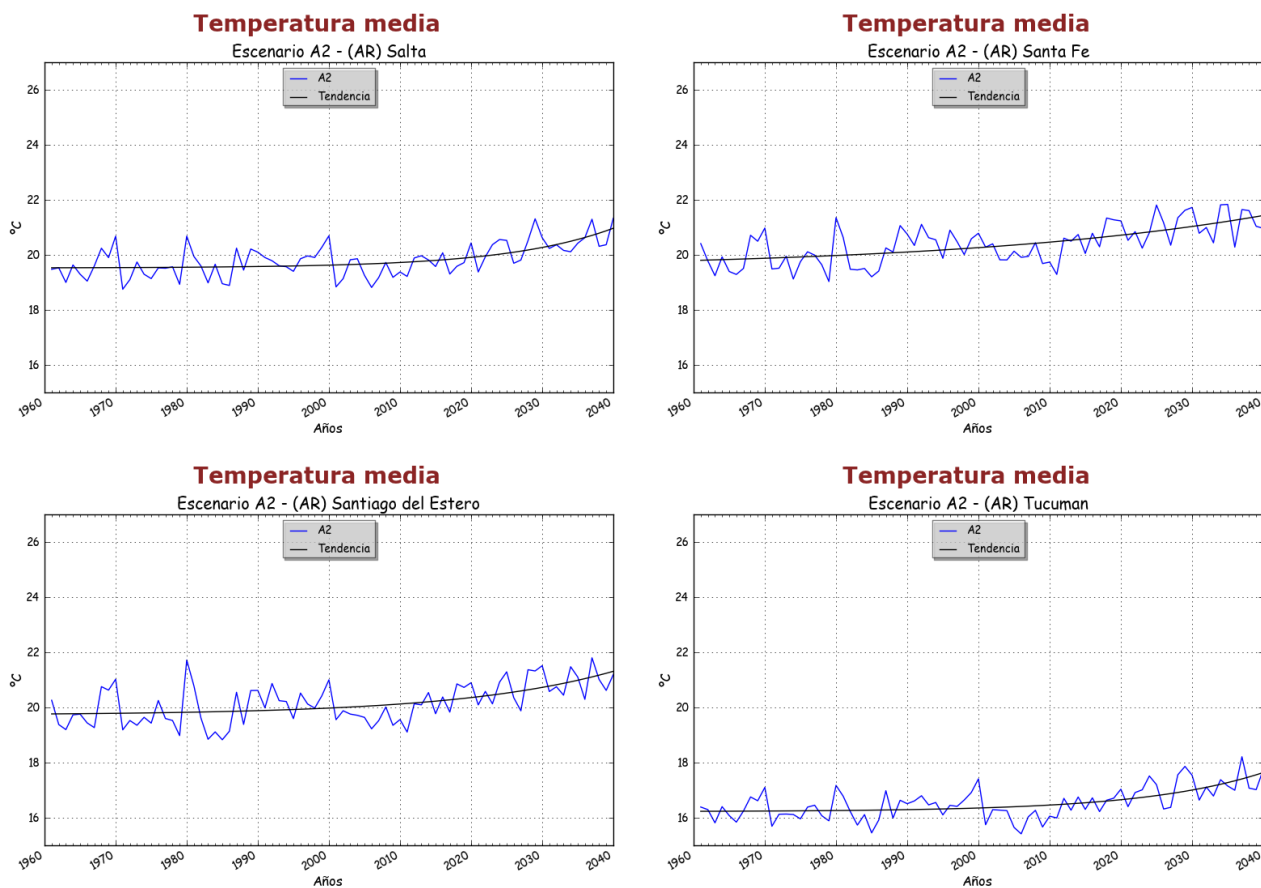 Temperatura media
Escenario A2 - (AR) Salta
A2
Tendencia
26
24
22
20
18
16
°C
1960
1970
1980
1990
2000
2010
2020
2030
2040
Años
Temperatura media
Escenario A2 - (AR) Santa Fe
A2
Tendencia
26
24
22
20
18
16
°C
1960
1970
1980
1990
2000
2010
2020
2030
2040
Años
Temperatura media
Escenario A2 - (AR) Santiago del Estero
A2
Tendencia
26
24
22
20
18
16
°C
1960
1970
1980
1990
2000
2010
2020
2030
2040
Años
Temperatura media
Escenario A2 - (AR) Tucuman
A2
Tendencia
26
24
22
20
18
16
°C
1960
1970
1980
1990
2000
2010
2020
2030
2040
Años